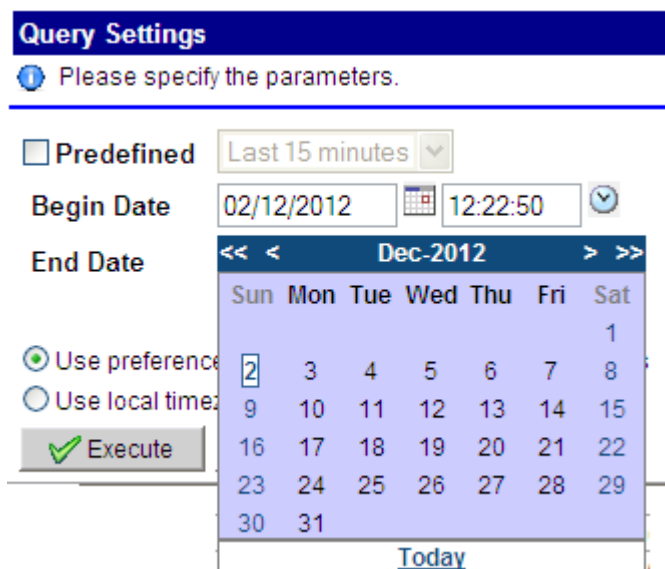 Query Settings
Please specify the parameters.
Predefined Last 15 minutes
Begin Date 02/12/2012 12:22:50
End Date
<< < Dec-2012 > >>
Sun Mon Tue Wed Thu Fri Sat
1
2 3 4 5 6 7 8
9 10 11 12 13 14 15
16 17 18 19 20 21 22
23 24 25 26 27 28 29
30 31
Today
Use preference
Use local time
Execute